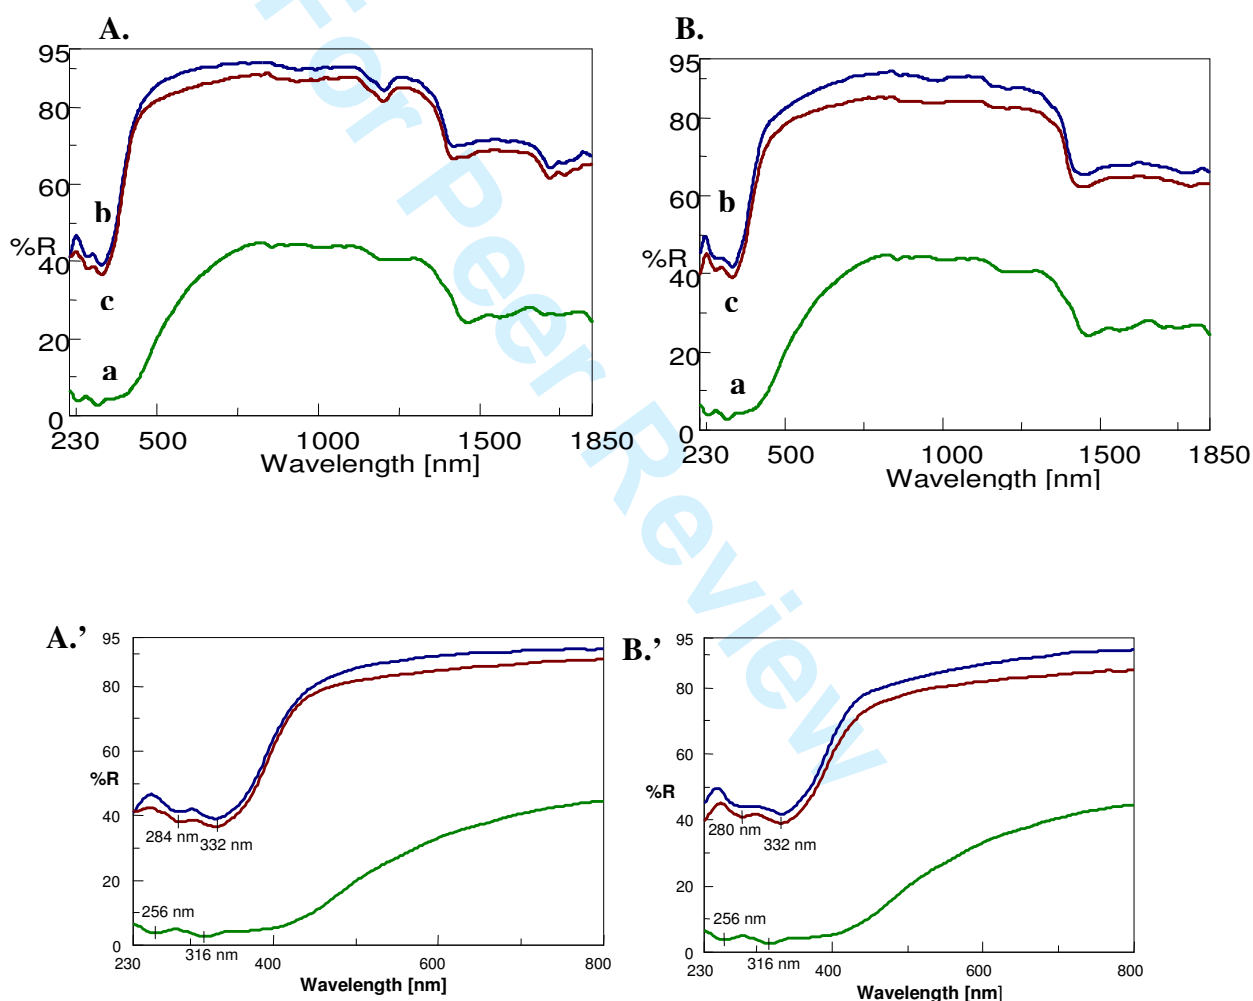 A.
95
80
60
%R
40
20
0
b
c
a
230 500 1000 1500 1850
Wavelength [nm]
B.
95
80
60
%R
40
20
0
b
c
a
230 500 1000 1500 1850
Wavelength [nm]
For Peer Review
A.’
95
80
60
%R
40
20
0
284 nm
332 nm
256 nm
316 nm
230 400 600 800
Wavelength [nm]
B.’
95
80
60
%R
40
20
0
280 nm
332 nm
256 nm
316 nm
230 400 600 800
Wavelength [nm]